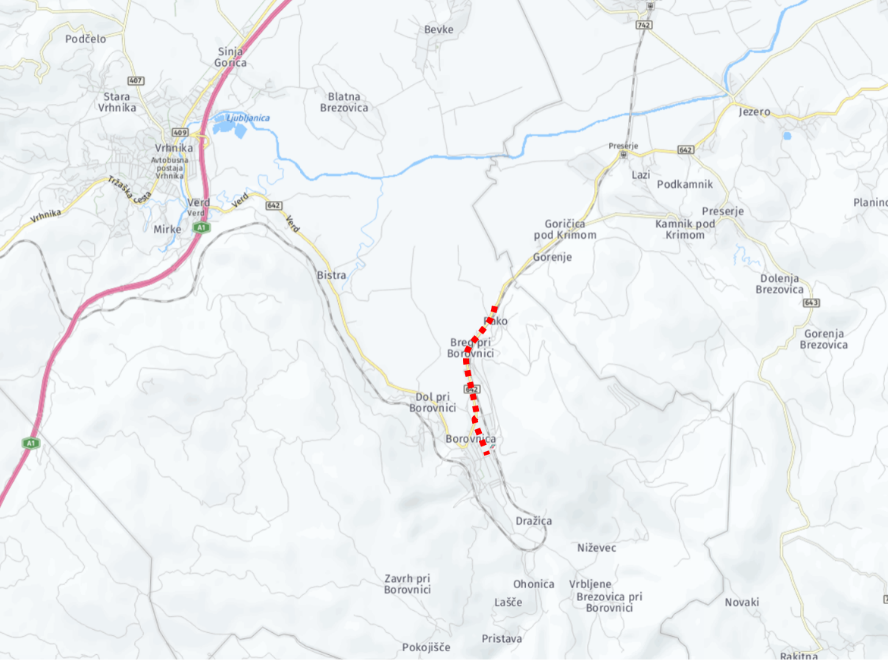 Bevke
742
Podčelo
Sinja
Gorica
407
Stara
Vrhnika
Blatna
Brezovica
Ljubljanica
Jezero
409
Vrhnika
Avtobusna
postaja
Vrhnika
Preserje
642
Lazi
Podkamnik
Tržaška cesta
Verd
Verd
Verd
642
Verd
Vrhnika
Mirke
A1
Preserje
Kamnik pod
Krimom
Goričica
pod Krimom
Gorenje
Bistra
Dolenja
Brezovica
643
Gorenja
Brezovica
Breg pri
Borovnici
642
Dol pri
Borovnici
Borovnica
A1
Dražica
Niževec
Zavrh pri
Borovnici
Ohonica
Vrbljene
Brezovica pri
Borovnici
Lašče
Novaki
Pristava
Pokojišče
Rakitna